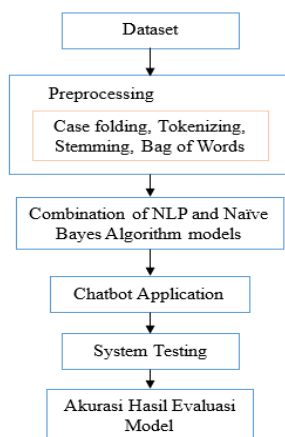 Dataset
Preprocessing
Case folding, Tokenizing,
Stemming, Bag of Words
Combination of NLP and Naïve
Bayes Algorithm models
Chatbot Application
System Testing
Akurasi Hasil Evaluasi
Model